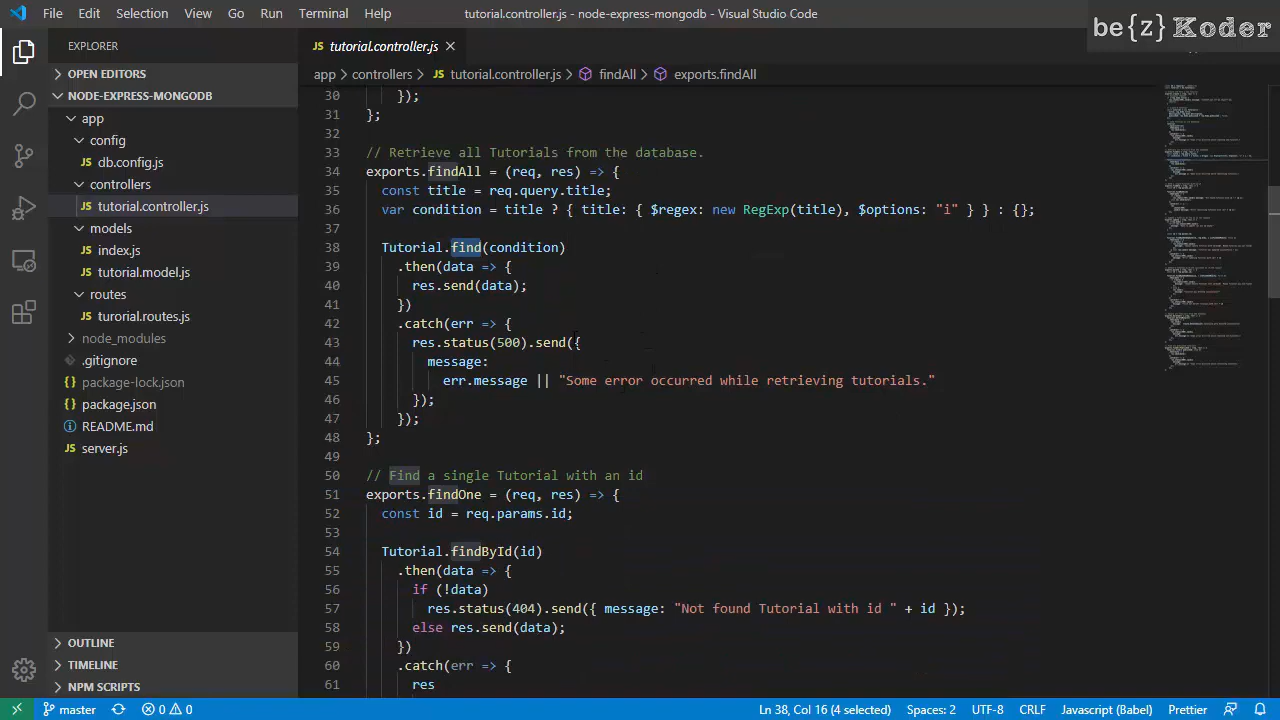 File Edit Selection View Go Run Terminal Help tutorial.controller.js - node-express-mongodb - Visual Studio Code
be{z} Koder
EXPLORER
OPEN EDITORS
NODE-EXPRESS-MONGODB
app
config
JS db.config.js
controllers
JS tutorial.controller.js
models
JS index.js
JS tutorial.model.js
routes
JS turorial.routes.js
node_modules
.gitignore
{} package-lock.json
{} package.json
README.md
JS server.js
OUTLINE
TIMELINE
NPM SCRIPTS
JS tutorial.controller.js
app > controllers > JS tutorial.controller.js > findAll > exports.findAll
30 });
31 };
32
33 // Retrieve all Tutorials from the database.
34 exports.findAll = (req, res) => {
35 const title = req.query.title;
36 var condition = title ? { title: { $regex: new RegExp(title), $options: "i" } } : {};
37
38 Tutorial.find(condition)
39 .then(data => {
40 res.send(data);
41 })
42 .catch(err => {
43 res.status(500).send({
44 message:
45 err.message || "Some error occurred while retrieving tutorials."
46 });
47 });
48 };
49
50 // Find a single Tutorial with an id
51 exports.findOne = (req, res) => {
52 const id = req.params.id;
53
54 Tutorial.findById(id)
55 .then(data => {
56 if (!data)
57 res.status(404).send({ message: "Not found Tutorial with id " + id });
58 else res.send(data);
59 })
60 .catch(err => {
61 res
master 0 0 Ln 38, Col 16 (4 selected) Spaces: 2 UTF-8 CRLF Javascript (Babel) Prettier